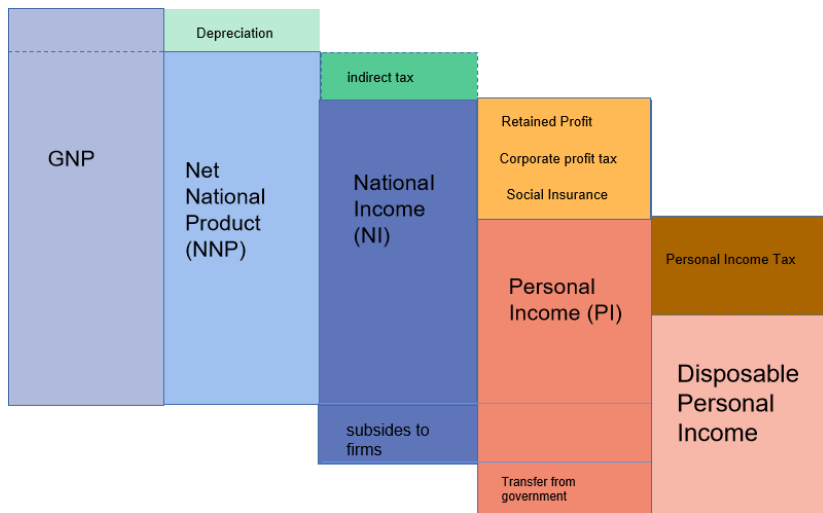 GNP
Depreciation
Net
National
Product
(NNP)
indirect tax
National
Income
(NI)
subsides to
firms
Retained Profit
Corporate profit tax
Social Insurance
Personal
Income (PI)
Transfer from
government
Personal Income Tax
Disposable
Personal
Income